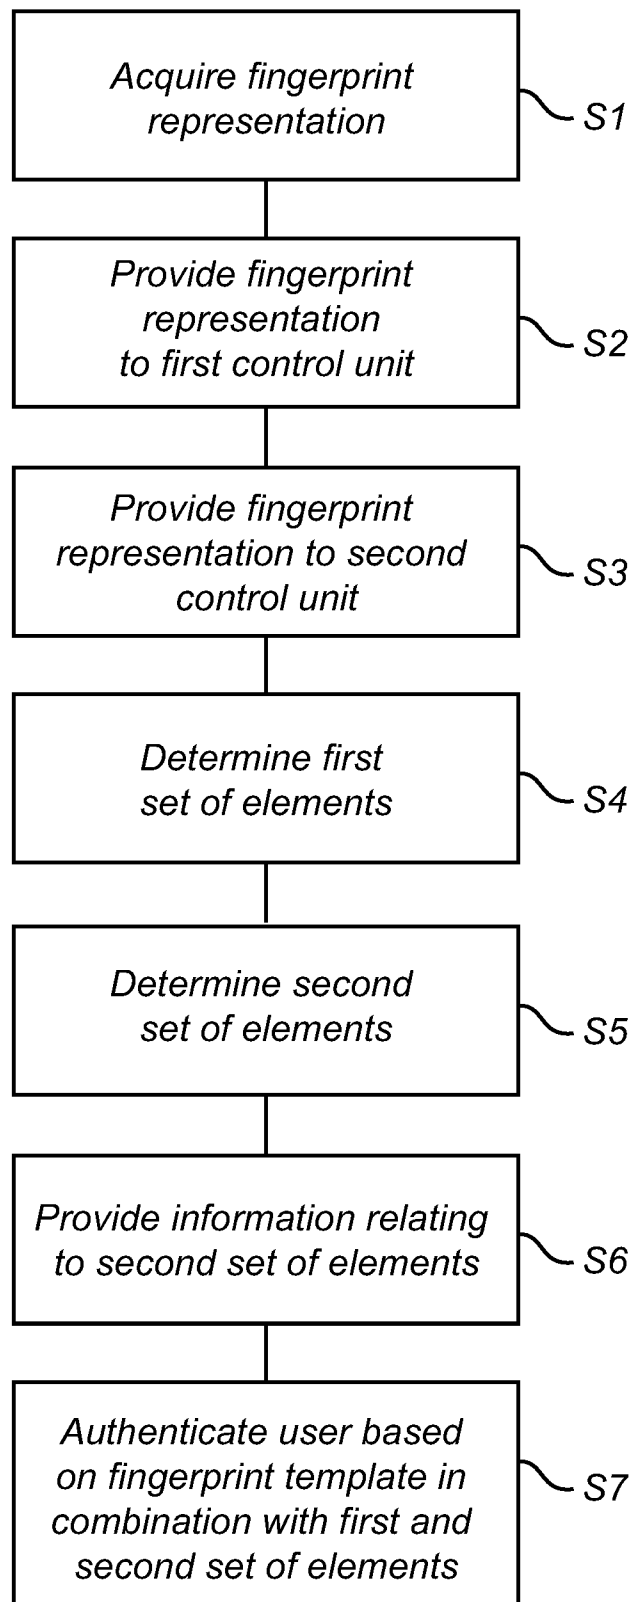 Acquire fingerprint
representation
S1
Provide fingerprint
representation
to first control unit
S2
Provide fingerprint
representation to second
control unit
S3
Determine first
set of elements
S4
Determine second
set of elements
S5
Provide information relating
to second set of elements
S6
Authenticate user based
on fingerprint template in
combination with first and
second set of elements
S7